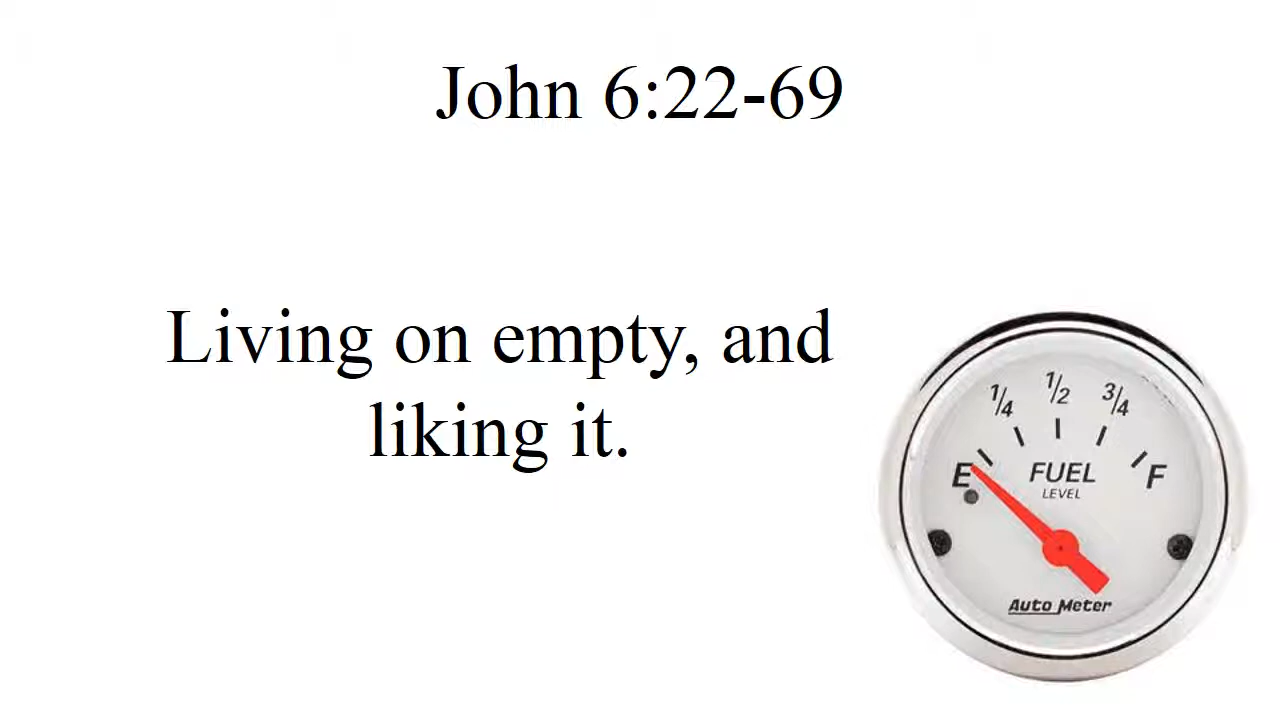 John 6:22-69
Living on empty, and
liking it.
1/4 1/2 3/4
E FUEL F
LEVEL
Auto Meter